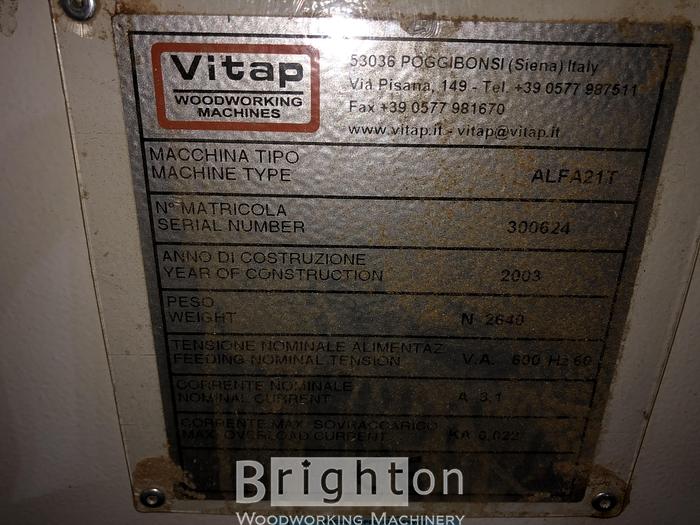 Vitap
WOODWORKING
MACHINES
53036 POGGIBONSI (Siena) Italy
Via Pisana, 149 - Tel. +39 0577 987511
Fax +39 0577 981670
www.vitap.it - vitap@vitap.it
MACCHINA TIPO
MACHINE TYPE ALFA21T
N° MATRICOLA
SERIAL NUMBER 300624
ANNO DI COSTRUZIONE
YEAR OF CONSTRUCTION 2003
PESO
WEIGHT N 2640
TENSIONE NOMINALE ALIMENTAZ
FEEDING NOMINAL TENSION V.A. 600 Hz 60
CORRENTE NOMINALE
NOMINAL CURRENT A 3,1
CORRENTE MAX. SOVRACCARICO
MAX. OVERLOAD CURRENT KA 0,022
Brighton
WOODWORKING MACHINERY